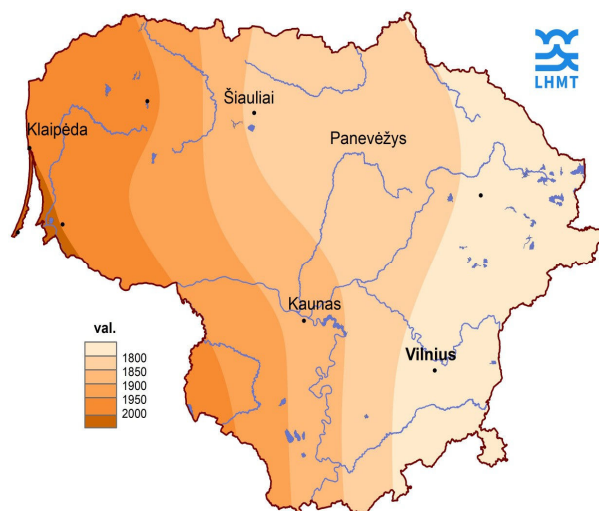 LHMT
Šiauliai
Klaipėda
Panevėžys
Kaunas
Vilnius
val.
1800
1850
1900
1950
2000